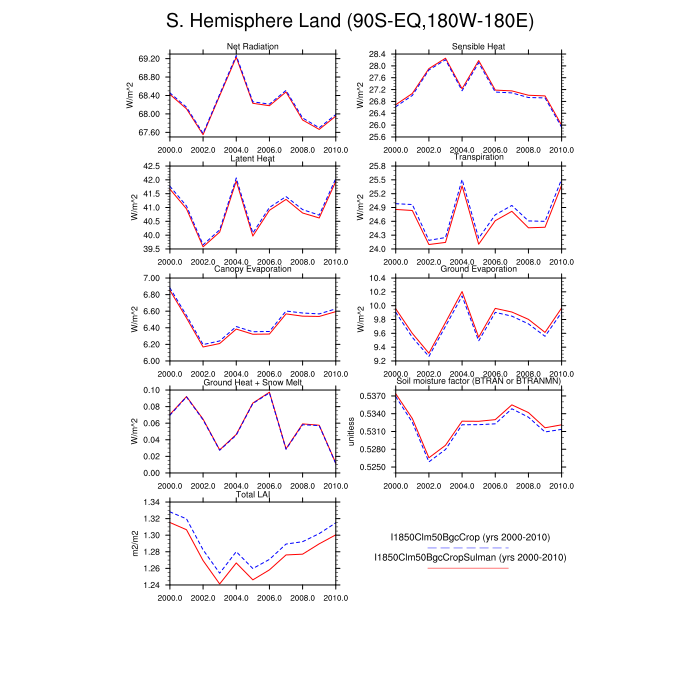 S. Hemisphere Land (90S-EQ,180W-180E)
Net Radiation
W/m^2
69.20
68.80
68.40
68.00
67.60
2000.0 2002.0 2004.0 2006.0 2008.0 2010.0
Sensible Heat
W/m^2
28.4
28.0
27.6
27.2
26.8
26.4
26.0
25.6
2000.0 2002.0 2004.0 2006.0 2008.0 2010.0
Latent Heat
W/m^2
42.5
42.0
41.5
41.0
40.5
40.0
39.5
2000.0 2002.0 2004.0 2006.0 2008.0 2010.0
Transpiration
W/m^2
25.8
25.5
25.2
24.9
24.6
24.3
24.0
2000.0 2002.0 2004.0 2006.0 2008.0 2010.0
Canopy Evaporation
W/m^2
7.00
6.80
6.60
6.40
6.20
6.00
2000.0 2002.0 2004.0 2006.0 2008.0 2010.0
Ground Evaporation
W/m^2
10.4
10.2
10.0
9.8
9.6
9.4
9.2
2000.0 2002.0 2004.0 2006.0 2008.0 2010.0
Ground Heat + Snow Melt
W/m^2
0.10
0.08
0.06
0.04
0.02
0.00
2000.0 2002.0 2004.0 2006.0 2008.0 2010.0
Soil moisture factor (BTRAN or BTRANMN)
unitless
0.5370
0.5340
0.5310
0.5280
0.5250
2000.0 2002.0 2004.0 2006.0 2008.0 2010.0
Total LAI
m2/m2
1.34
1.32
1.30
1.28
1.26
1.24
2000.0 2002.0 2004.0 2006.0 2008.0 2010.0
I1850Clm50BgcCrop (yrs 2000-2010)
I1850Clm50BgcCropSulman (yrs 2000-2010)